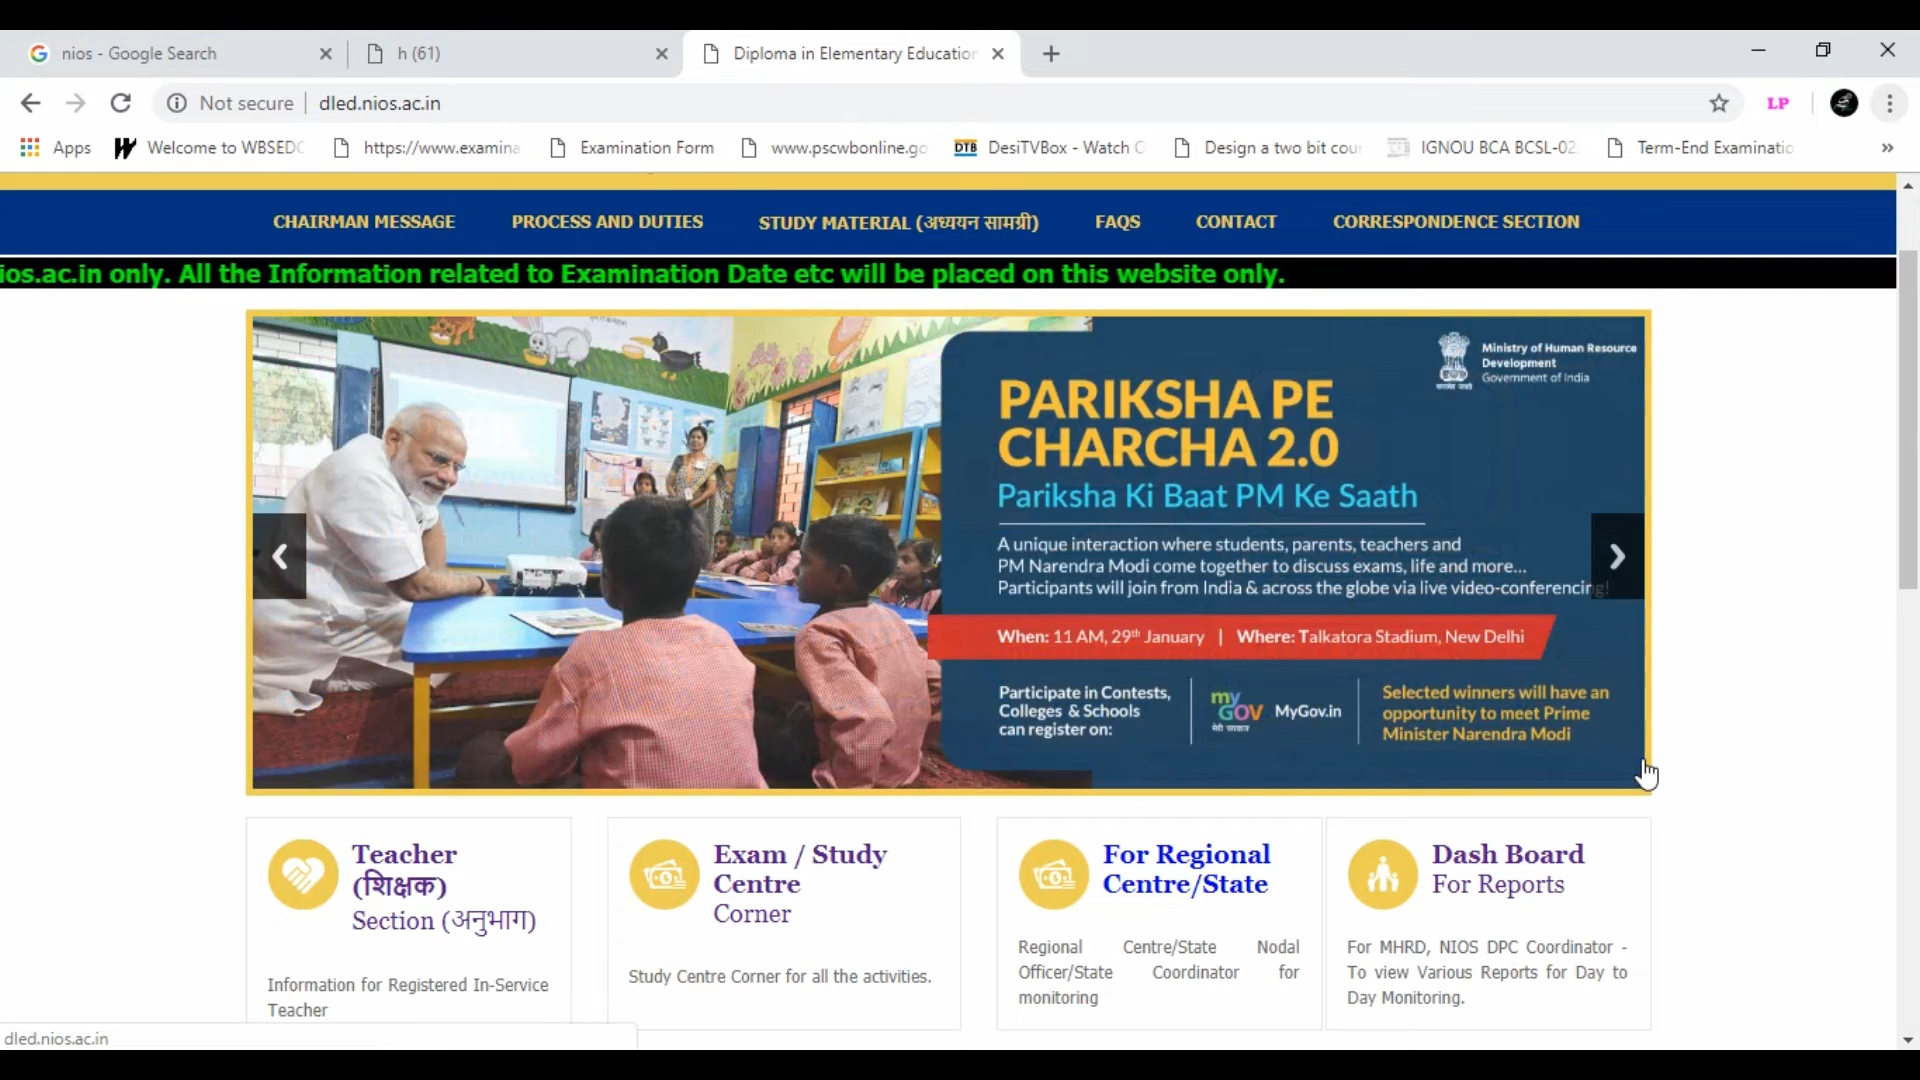 nios - Google Search
h (61)
Diploma in Elementary Education
Not secure
dled.nios.ac.in
LP
Apps
Welcome to WBSEDC
https://www.examina
Examination Form
www.pscwbonline.go
DTB
DesiTVBox - Watch
Design a two bit cou
IGNOU BCA BCSL-02
Term-End Examinatio
»
CHAIRMAN MESSAGE
PROCESS AND DUTIES
STUDY MATERIAL (अध्ययन सामग्री)
FAQS
CONTACT
CORRESPONDENCE SECTION
ios.ac.in only. All the Information related to Examination Date etc will be placed on this website only.
Ministry of Human Resource
Development
Government of India
PARIKSHA PE
CHARCHA 2.0
Pariksha Ki Baat PM Ke Saath
A unique interaction where students, parents, teachers and
PM Narendra Modi come together to discuss exams, life and more...
Participants will join from India & across the globe via live video-conferencing!
When: 11 AM, 29th January | Where: Talkatora Stadium, New Delhi
Participate in Contests,
Colleges & Schools
can register on:
my
GOV
मेरी सरकार
MyGov.in
Selected winners will have an
opportunity to meet Prime
Minister Narendra Modi
Teacher
(शिक्षक)
Section (अनुभाग)
Information for Registered In-Service
Teacher
Exam / Study
Centre
Corner
Study Centre Corner for all the activities.
For Regional
Centre/State
Regional Centre/State Nodal
Officer/State Coordinator for
monitoring
Dash Board
For Reports
For MHRD, NIOS DPC Coordinator -
To view Various Reports for Day to
Day Monitoring.
dled.nios.ac.in